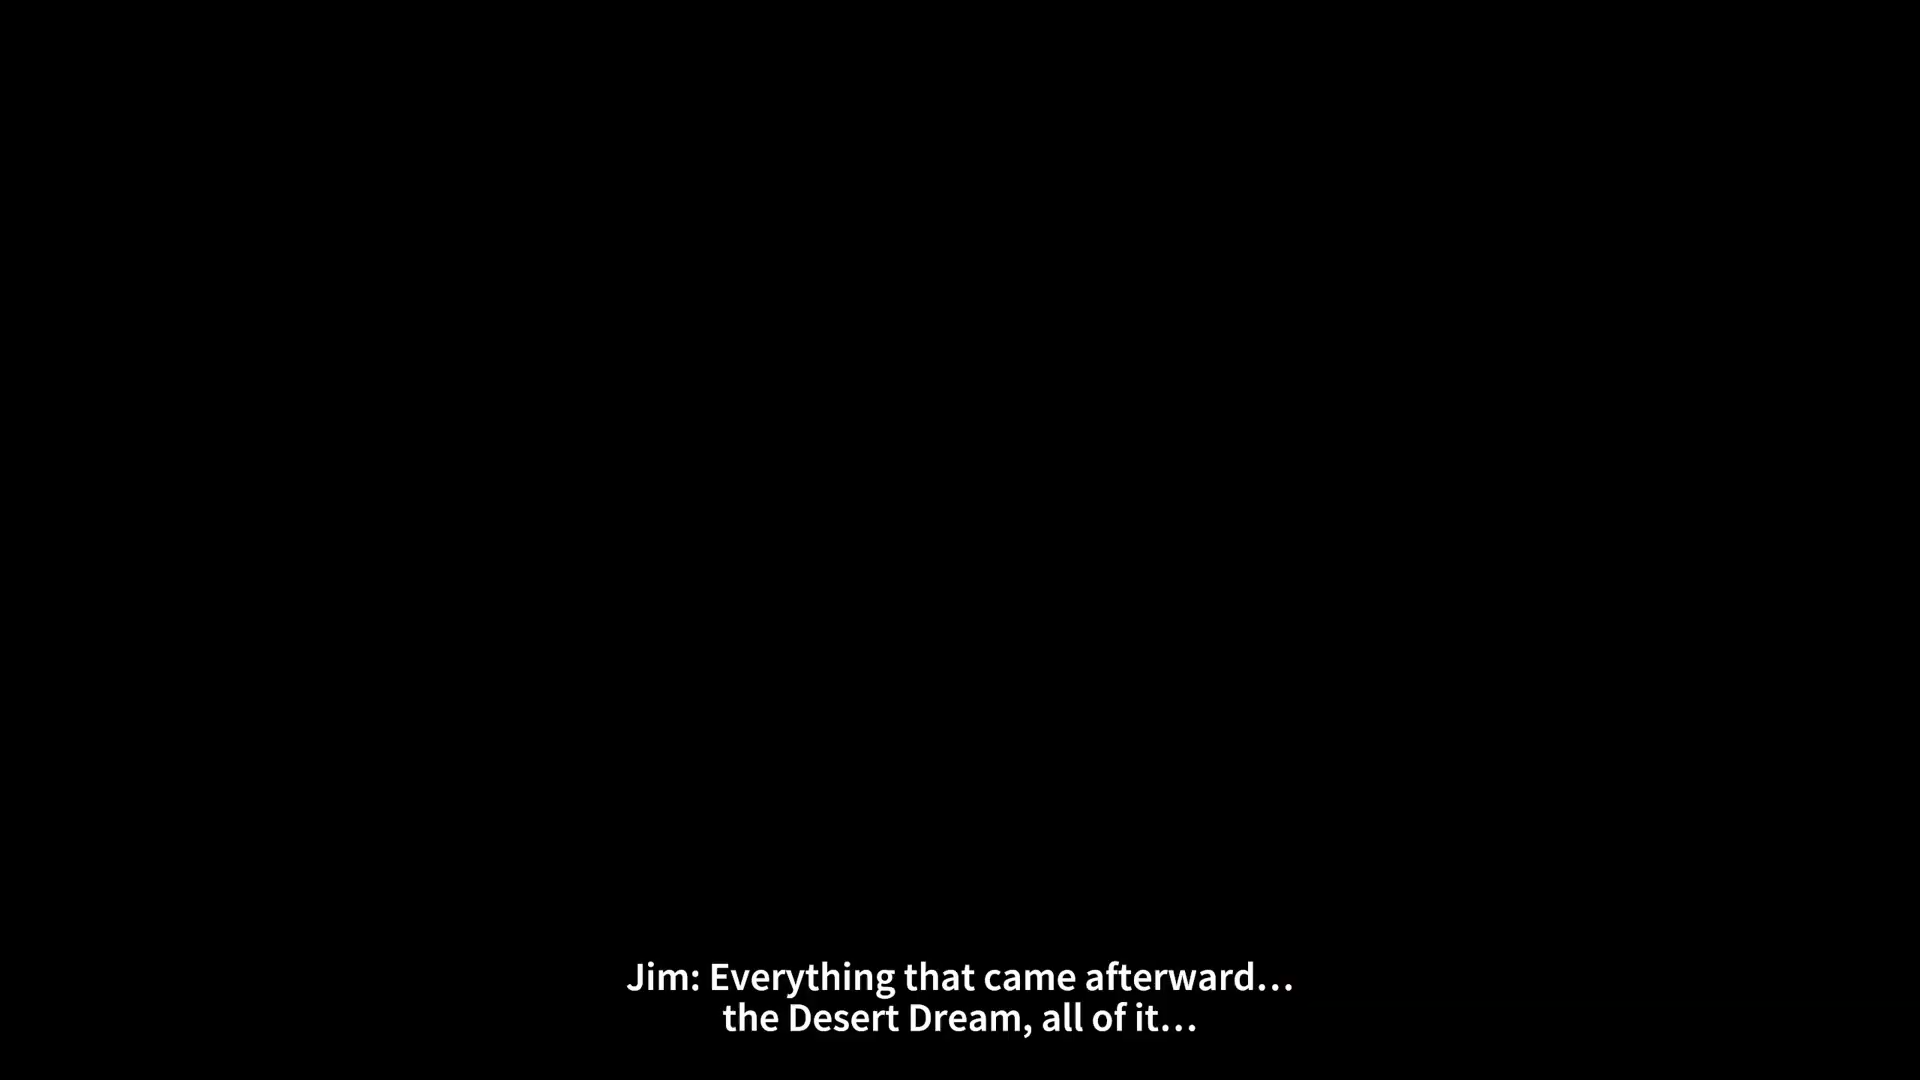 Jim: Everything that came afterward…
the Desert Dream, all of it…